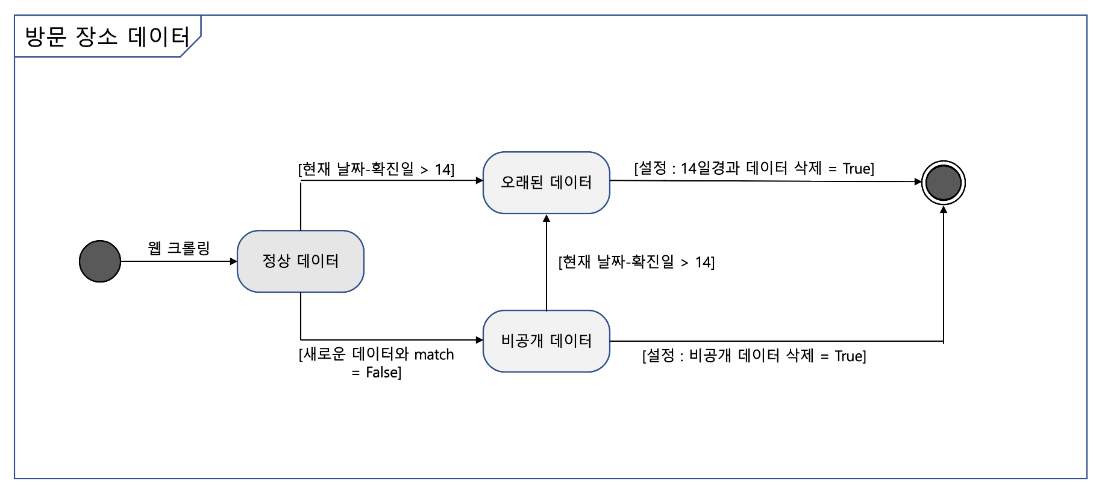 방문 장소 데이터
[현재 날짜-확진일 > 14]
오래된 데이터
[설정 : 14일경과 데이터 삭제 = True]
웹 크롤링
정상 데이터
[현재 날짜-확진일 > 14]
비공개 데이터
[새로운 데이터와 match
= False]
[설정 : 비공개 데이터 삭제 = True]